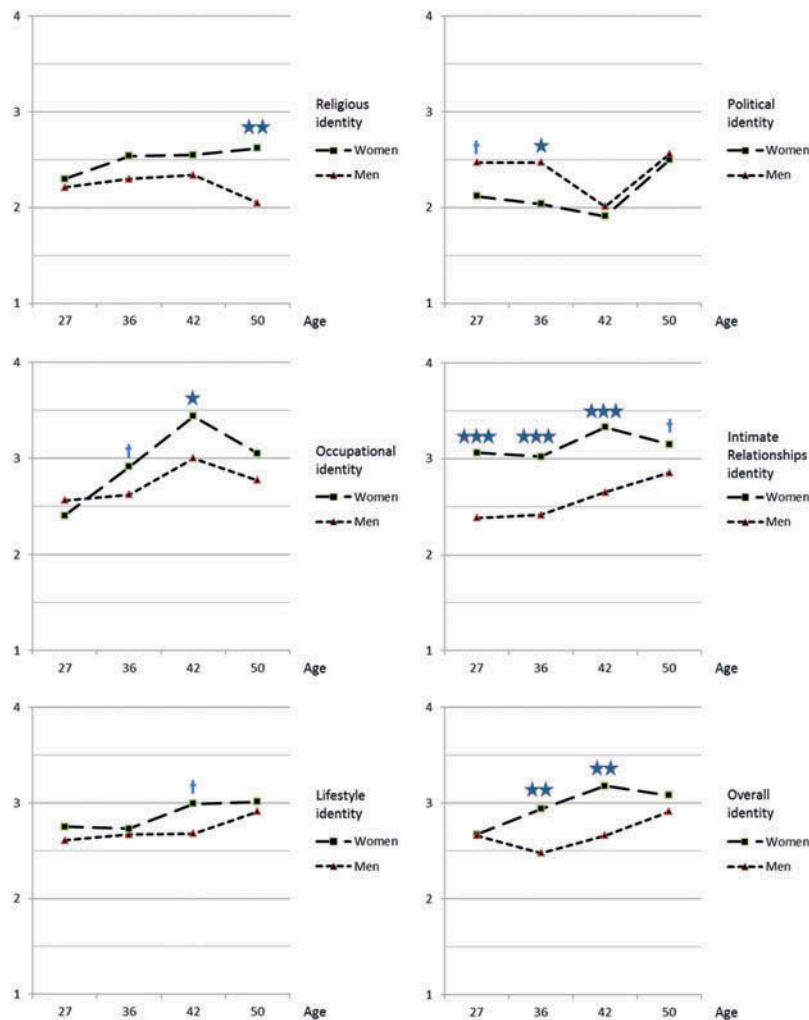 4
3
2
1
27 36 42 50 Age
Religious
identity
Women
Men
4
3
2
1
27 36 42 50 Age
Political
identity
Women
Men
4
3
2
1
27 36 42 50 Age
Occupational
identity
Women
Men
4
3
2
1
27 36 42 50 Age
Intimate
Relationships
identity
Women
Men
4
3
2
1
27 36 42 50 Age
Lifestyle
identity
Women
Men
4
3
2
1
27 36 42 50 Age
Overall
identity
Women
Men